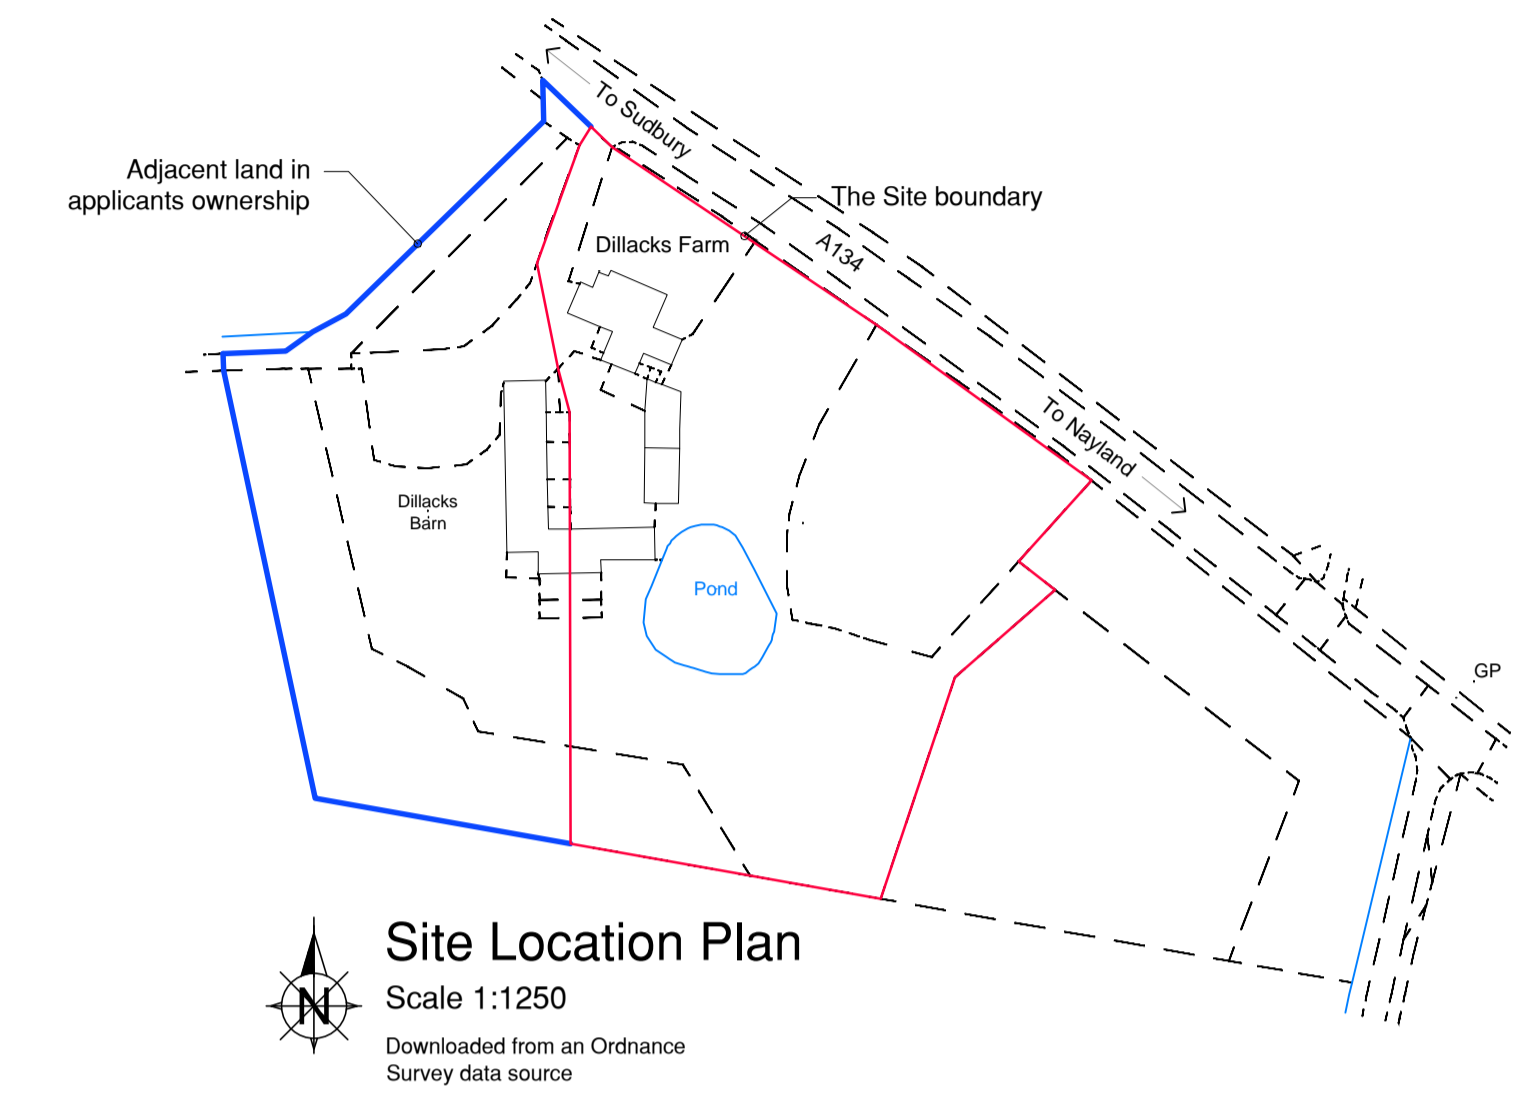 To Sudbury
Adjacent land in
applicants ownership
The Site boundary
Dillacks Farm
A134
To Nayland
Dillacks
Barn
Pond
GP
Site Location Plan
Scale 1:1250
N
Downloaded from an Ordnance
Survey data source